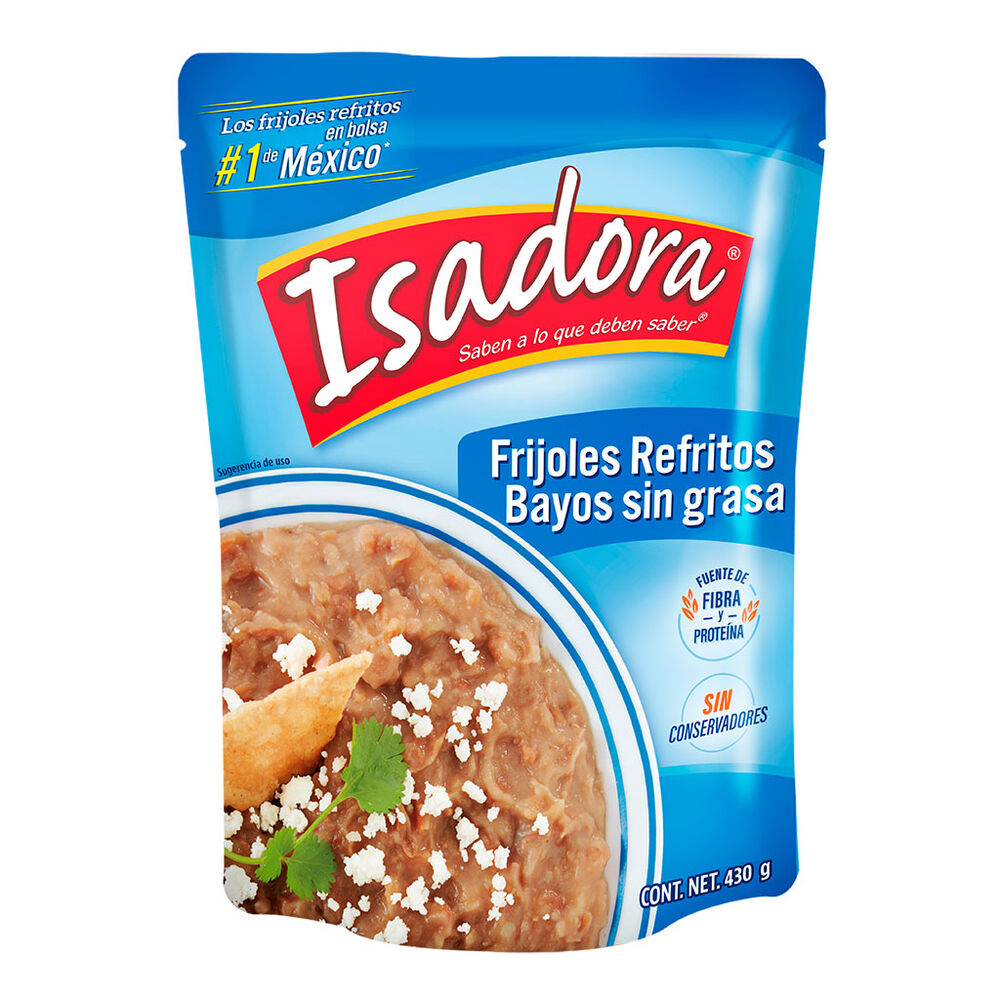 Los frijoles refritos
en bolsa
#1 de México*
Isadora®
Saben a lo que deben saber®
Frijoles Refritos
Bayos sin grasa
Sugerencia de uso
FUENTE DE
FIBRA
– Y –
PROTEÍNA
SIN
CONSERVADORES
CONT. NET. 430 g